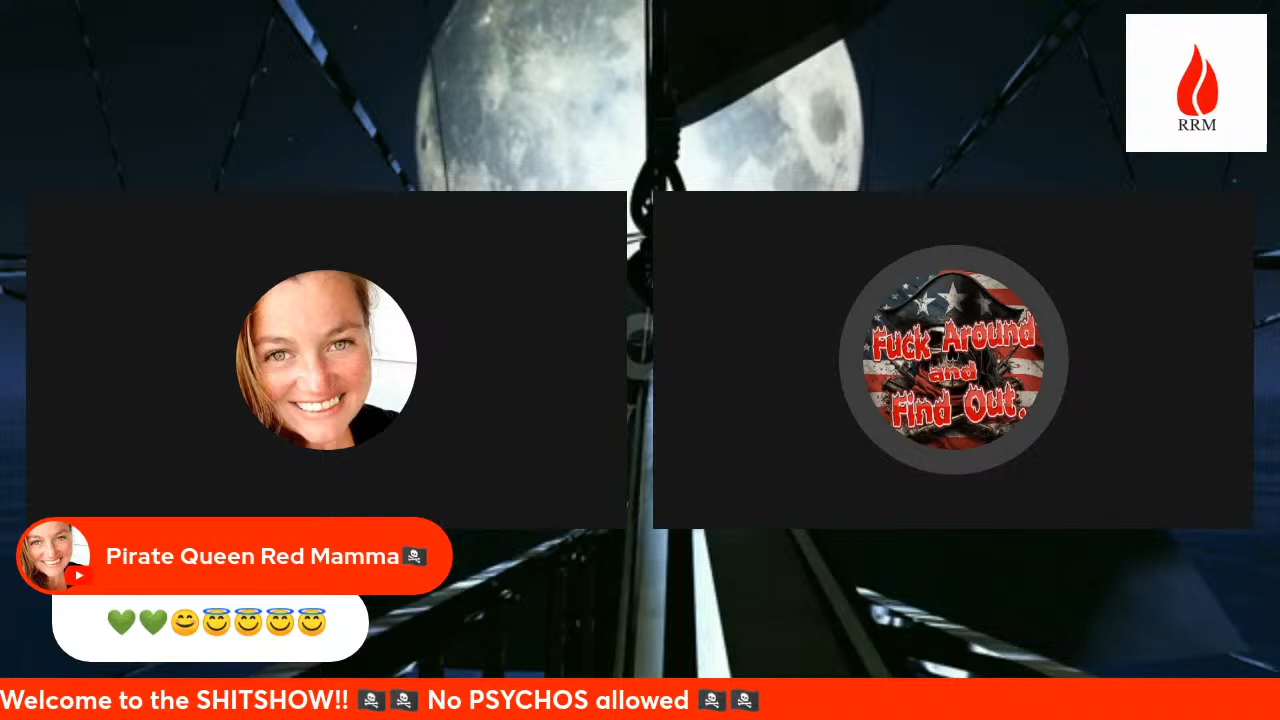 RRM
Fuck Around
and
Find Out.
Pirate Queen Red Mamma🏴‍☠️
💚💚😊😇😇😇😇
Welcome to the SHITSHOW!! 🏴‍☠️🏴‍☠️ No PSYCHOS allowed 🏴‍☠️🏴‍☠️